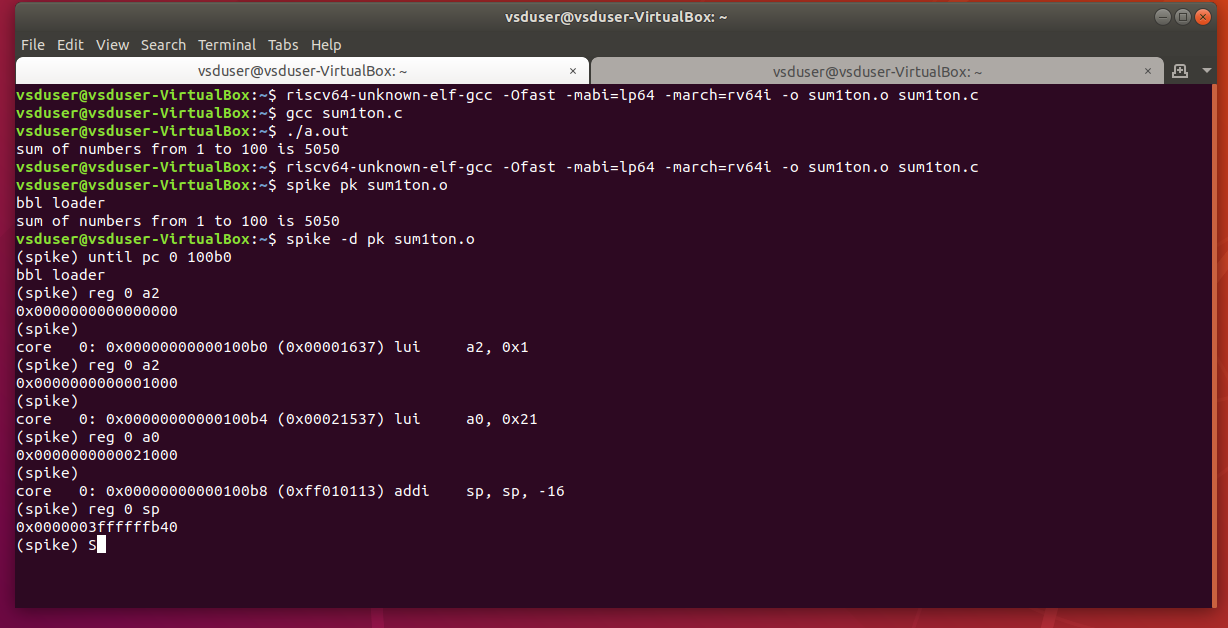 vsduser@vsduser-VirtualBox: ~
File Edit View Search Terminal Tabs Help
vsduser@vsduser-VirtualBox: ~ × vsduser@vsduser-VirtualBox: ~ ×
vsduser@vsduser-VirtualBox:~$ riscv64-unknown-elf-gcc -Ofast -mabi=lp64 -march=rv64i -o sum1ton.o sum1ton.c
vsduser@vsduser-VirtualBox:~$ gcc sum1ton.c
vsduser@vsduser-VirtualBox:~$ ./a.out
sum of numbers from 1 to 100 is 5050
vsduser@vsduser-VirtualBox:~$ riscv64-unknown-elf-gcc -Ofast -mabi=lp64 -march=rv64i -o sum1ton.o sum1ton.c
vsduser@vsduser-VirtualBox:~$ spike pk sum1ton.o
bbl loader
sum of numbers from 1 to 100 is 5050
vsduser@vsduser-VirtualBox:~$ spike -d pk sum1ton.o
(spike) until pc 0 100b0
bbl loader
(spike) reg 0 a2
0x0000000000000000
(spike)
core   0: 0x00000000000100b0 (0x00001637) lui     a2, 0x1
(spike) reg 0 a2
0x0000000000001000
(spike)
core   0: 0x00000000000100b4 (0x00021537) lui     a0, 0x21
(spike) reg 0 a0
0x0000000000021000
(spike)
core   0: 0x00000000000100b8 (0xff010113) addi    sp, sp, -16
(spike) reg 0 sp
0x0000003ffffffb40
(spike) S